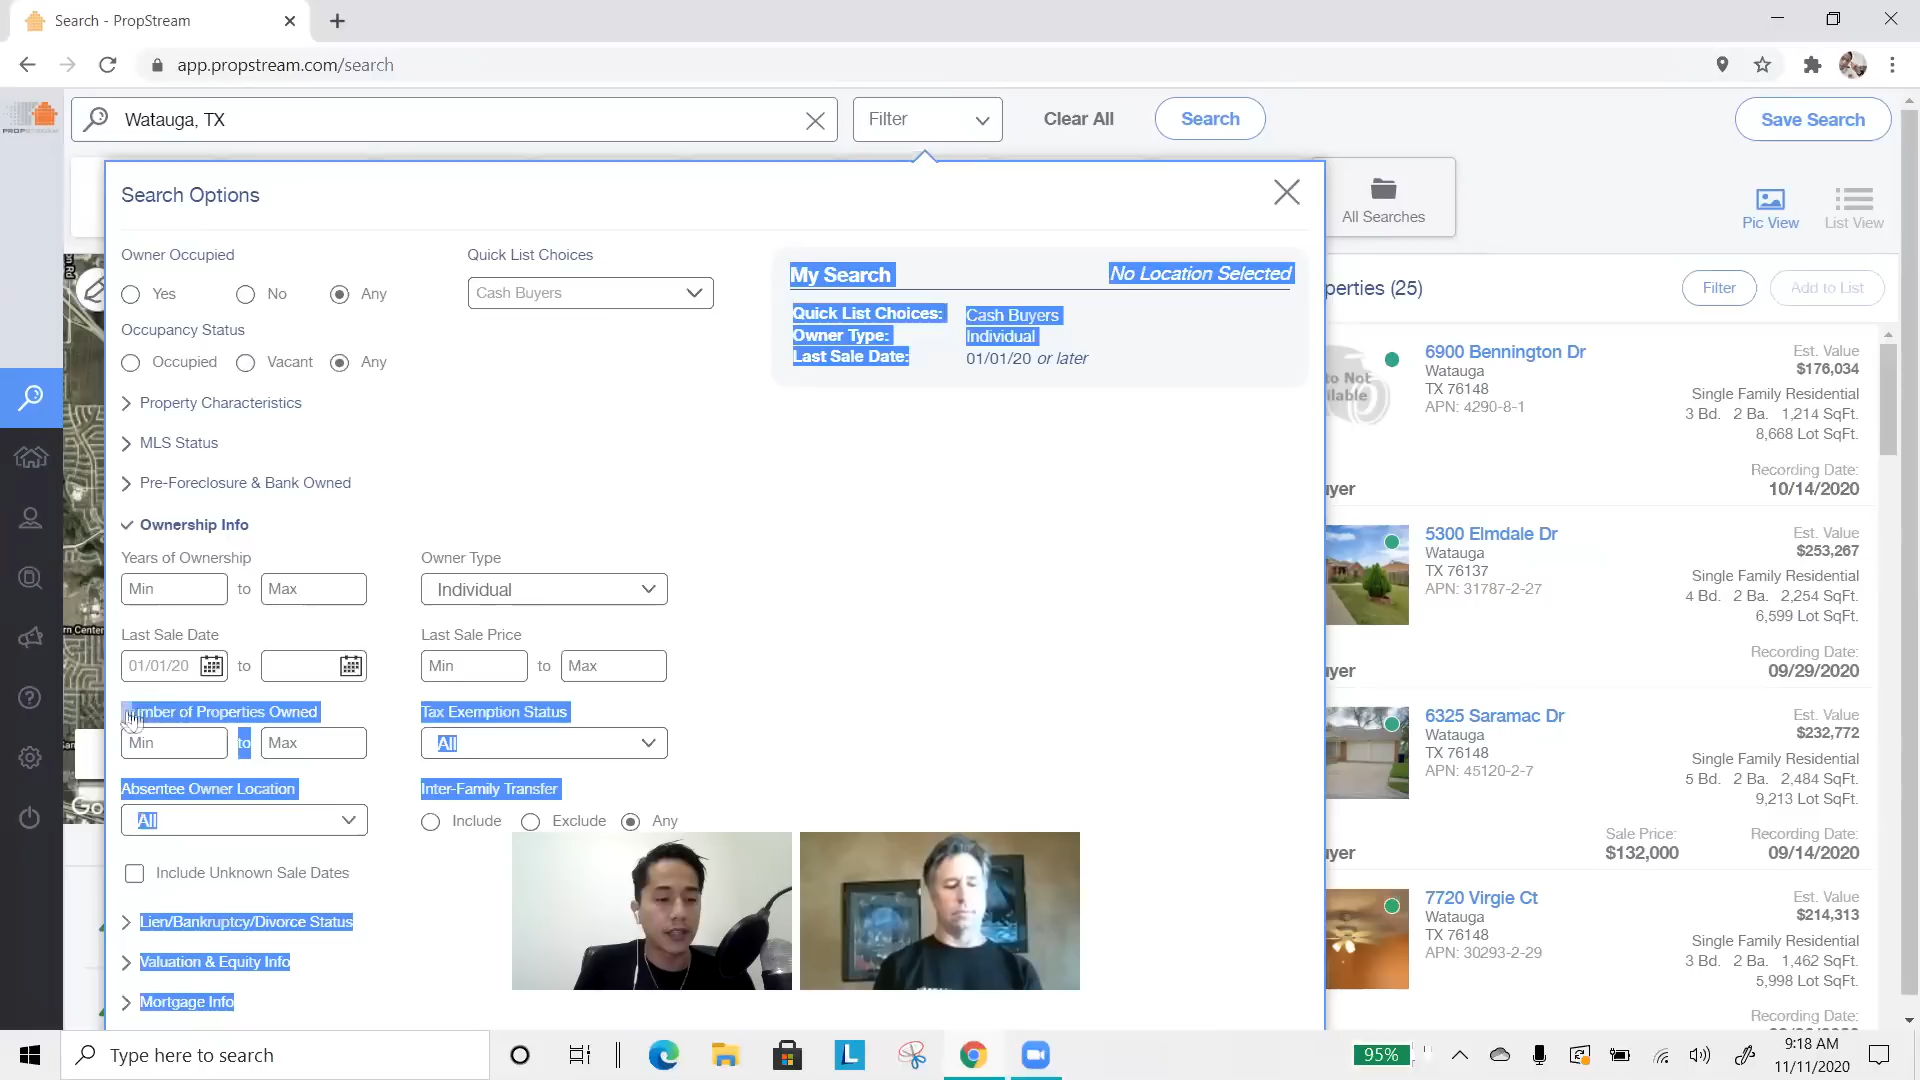 Search - PropStream
app.propstream.com/search
PROPSTREAM
Watauga, TX
Filter
Clear All
Search
Save Search
Search Options
All Searches
Pic View
List View
Owner Occupied
Yes
No
Any
Occupancy Status
Occupied
Vacant
Any
Quick List Choices
Cash Buyers
My Search
No Location Selected
Quick List Choices: Cash Buyers
Owner Type: Individual
Last Sale Date: 01/01/20 or later
Property Characteristics
MLS Status
Pre-Foreclosure & Bank Owned
Ownership Info
Years of Ownership
Min to Max
Owner Type
Individual
Last Sale Date
01/01/20 to
Last Sale Price
Min to Max
Number of Properties Owned
Min to Max
Tax Exemption Status
All
Absentee Owner Location
All
Inter-Family Transfer
Include
Exclude
Any
Include Unknown Sale Dates
Lien/Bankruptcy/Divorce Status
Valuation & Equity Info
Mortgage Info
perties (25)
Filter
Add to List
6900 Bennington Dr
Watauga
TX 76148
APN: 4290-8-1
Est. Value
$176,034
Single Family Residential
3 Bd. 2 Ba. 1,214 SqFt.
8,668 Lot SqFt.
Recording Date:
yer 10/14/2020
5300 Elmdale Dr
Watauga
TX 76137
APN: 31787-2-27
Est. Value
$253,267
Single Family Residential
4 Bd. 2 Ba. 2,254 SqFt.
6,599 Lot SqFt.
Recording Date:
yer 09/29/2020
6325 Saramac Dr
Watauga
TX 76148
APN: 45120-2-7
Est. Value
$232,772
Single Family Residential
5 Bd. 2 Ba. 2,484 SqFt.
9,213 Lot SqFt.
Sale Price: Recording Date:
yer $132,000 09/14/2020
7720 Virgie Ct
Watauga
TX 76148
APN: 30293-2-29
Est. Value
$214,313
Single Family Residential
3 Bd. 2 Ba. 1,462 SqFt.
5,998 Lot SqFt.
Recording Date:
Type here to search
L
95%
9:18 AM
11/11/2020